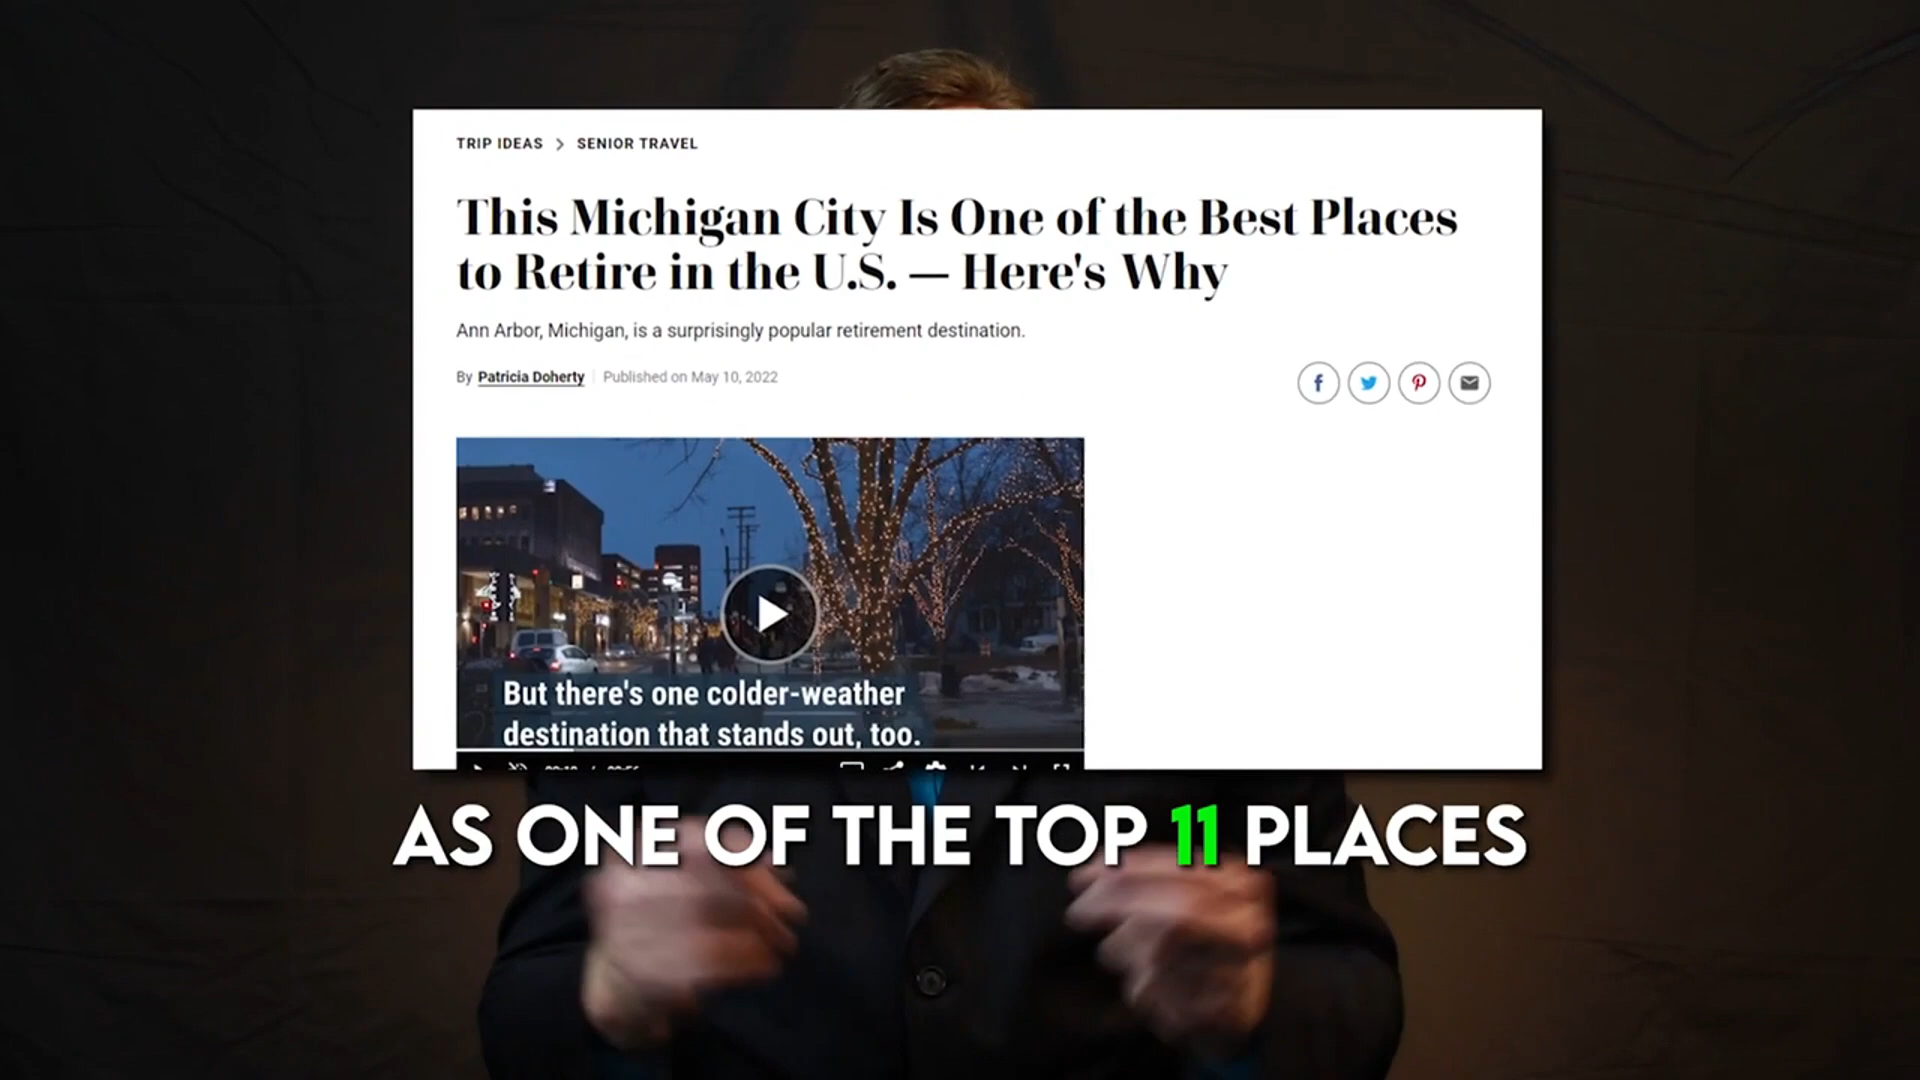 TRIP IDEAS > SENIOR TRAVEL
This Michigan City Is One of the Best Places
to Retire in the U.S. — Here's Why
Ann Arbor, Michigan, is a surprisingly popular retirement destination.
By Patricia Doherty | Published on May 10, 2022
But there's one colder-weather
destination that stands out, too.
AS ONE OF THE TOP 11 PLACES